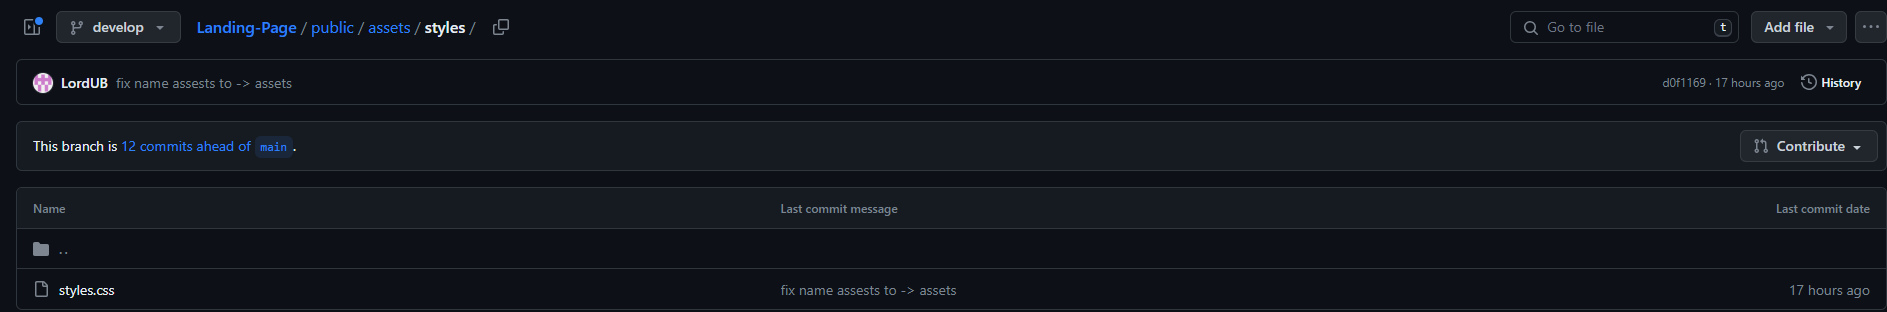 develop Landing-Page / public / assets / styles / Go to file t Add file ...
LordUB fix name assests to -> assets d0f1169 · 17 hours ago History
This branch is 12 commits ahead of main. Contribute
Name Last commit message Last commit date
..
styles.css fix name assests to -> assets 17 hours ago